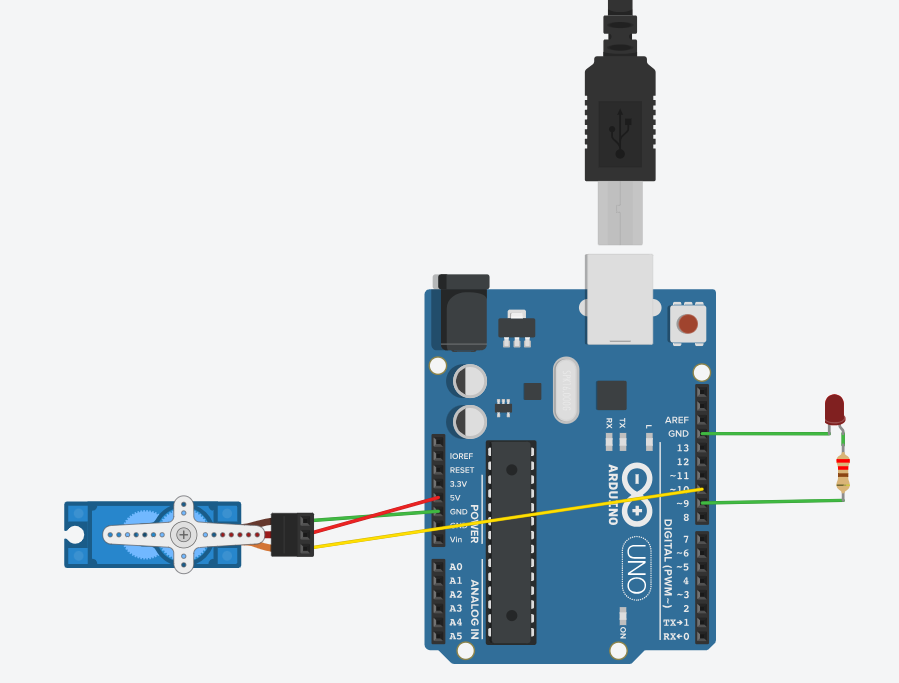 RX
TX
L
AREF
GND
13
12
~11
~10
~9
8
7
~6
~5
4
~3
2
TX→1
RX←0
DIGITAL (PWM~)
IOREF
RESET
3.3V
5V
GND
GND
Vin
POWER
A0
A1
A2
A3
A4
A5
ANALOG IN
ARDUINO
UNO
ON